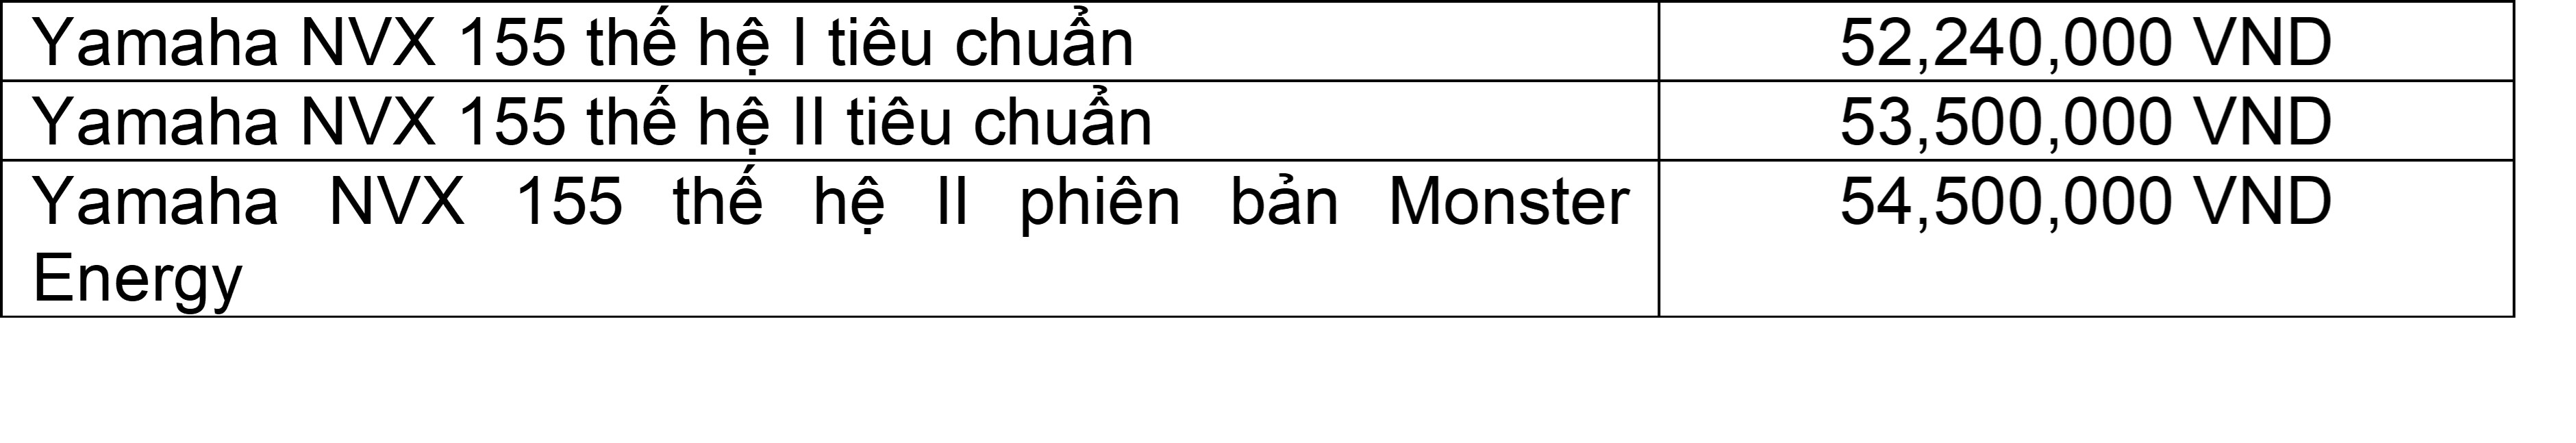 Yamaha NVX 155 thế hệ I tiêu chuẩn 52,240,000 VND
Yamaha NVX 155 thế hệ II tiêu chuẩn 53,500,000 VND
Yamaha NVX 155 thế hệ II phiên bản Monster 54,500,000 VND
Energy